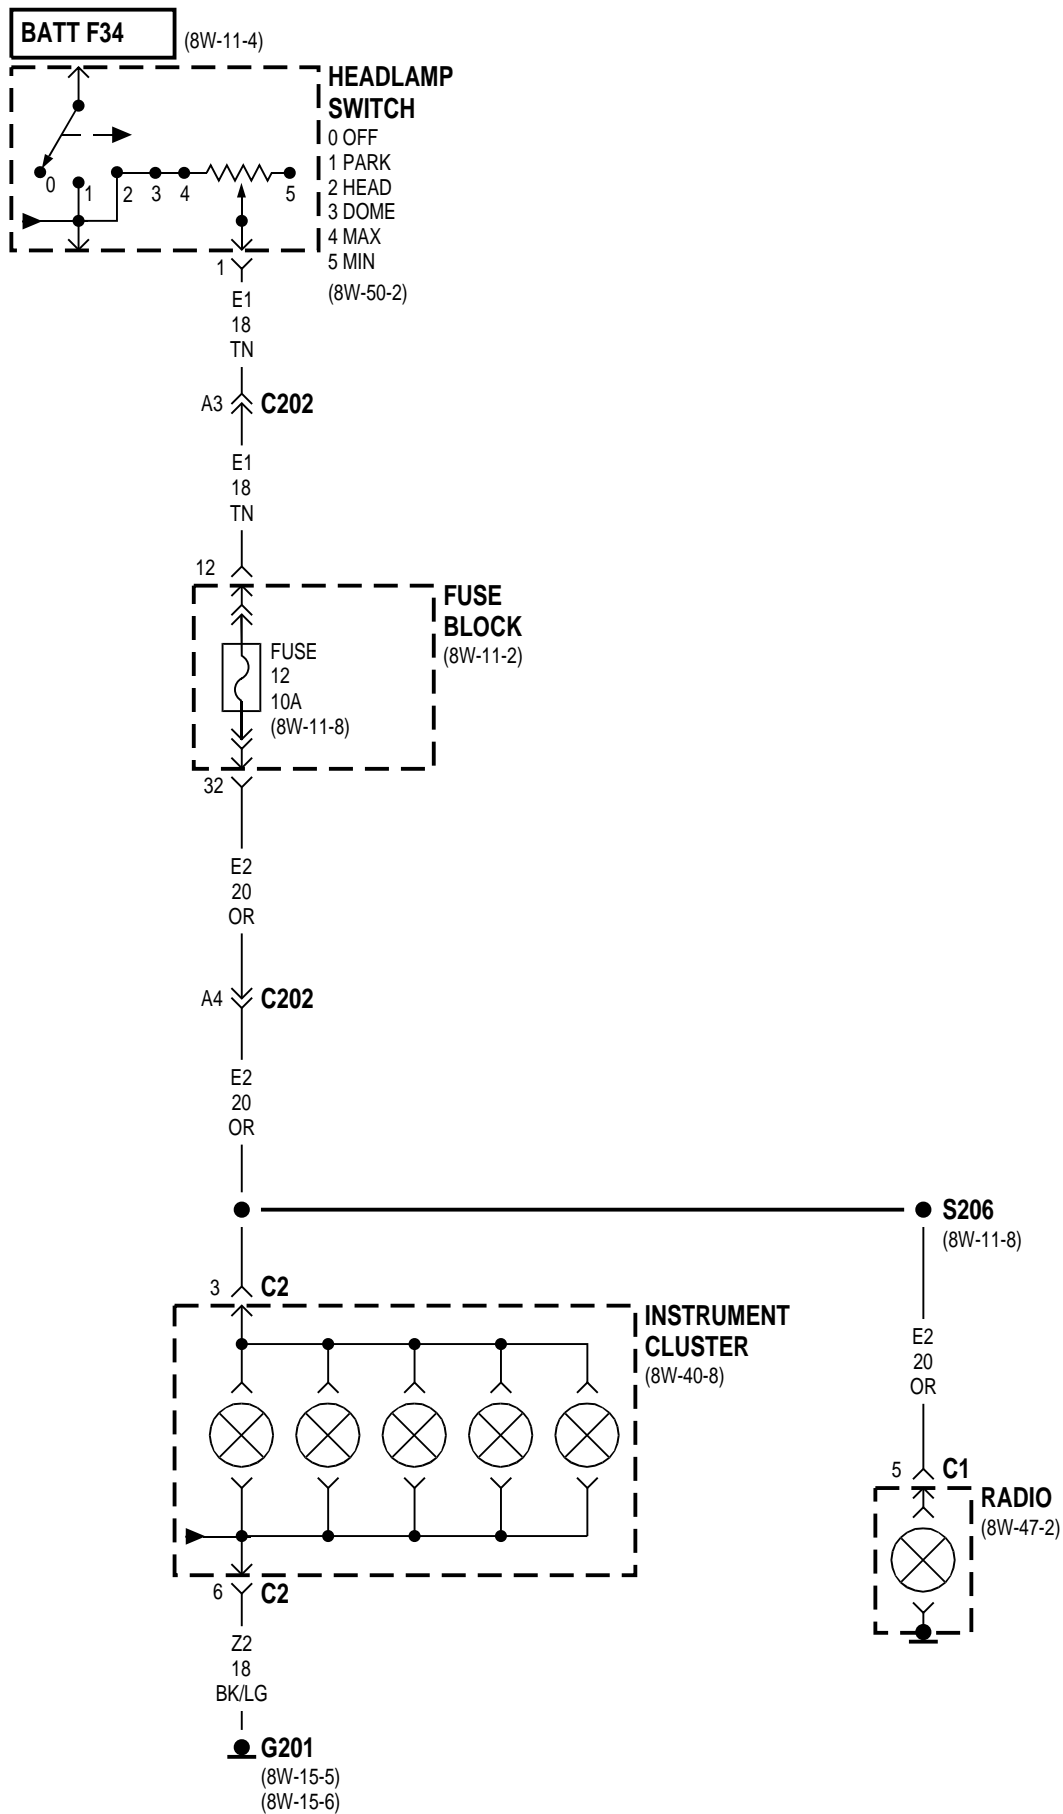 BATT F34
(8W-11-4)
HEADLAMP
SWITCH
0 OFF
1 PARK
2 HEAD
3 DOME
4 MAX
5 MIN
(8W-50-2)
0
1
2
3
4
5
1
E1
18
TN
A3
C202
E1
18
TN
12
FUSE
BLOCK
(8W-11-2)
FUSE
12
10A
(8W-11-8)
32
E2
20
OR
A4
C202
E2
20
OR
S206
(8W-11-8)
3
C2
INSTRUMENT
CLUSTER
(8W-40-8)
E2
20
OR
5
C1
RADIO
(8W-47-2)
6
C2
Z2
18
BK/LG
G201
(8W-15-5)
(8W-15-6)